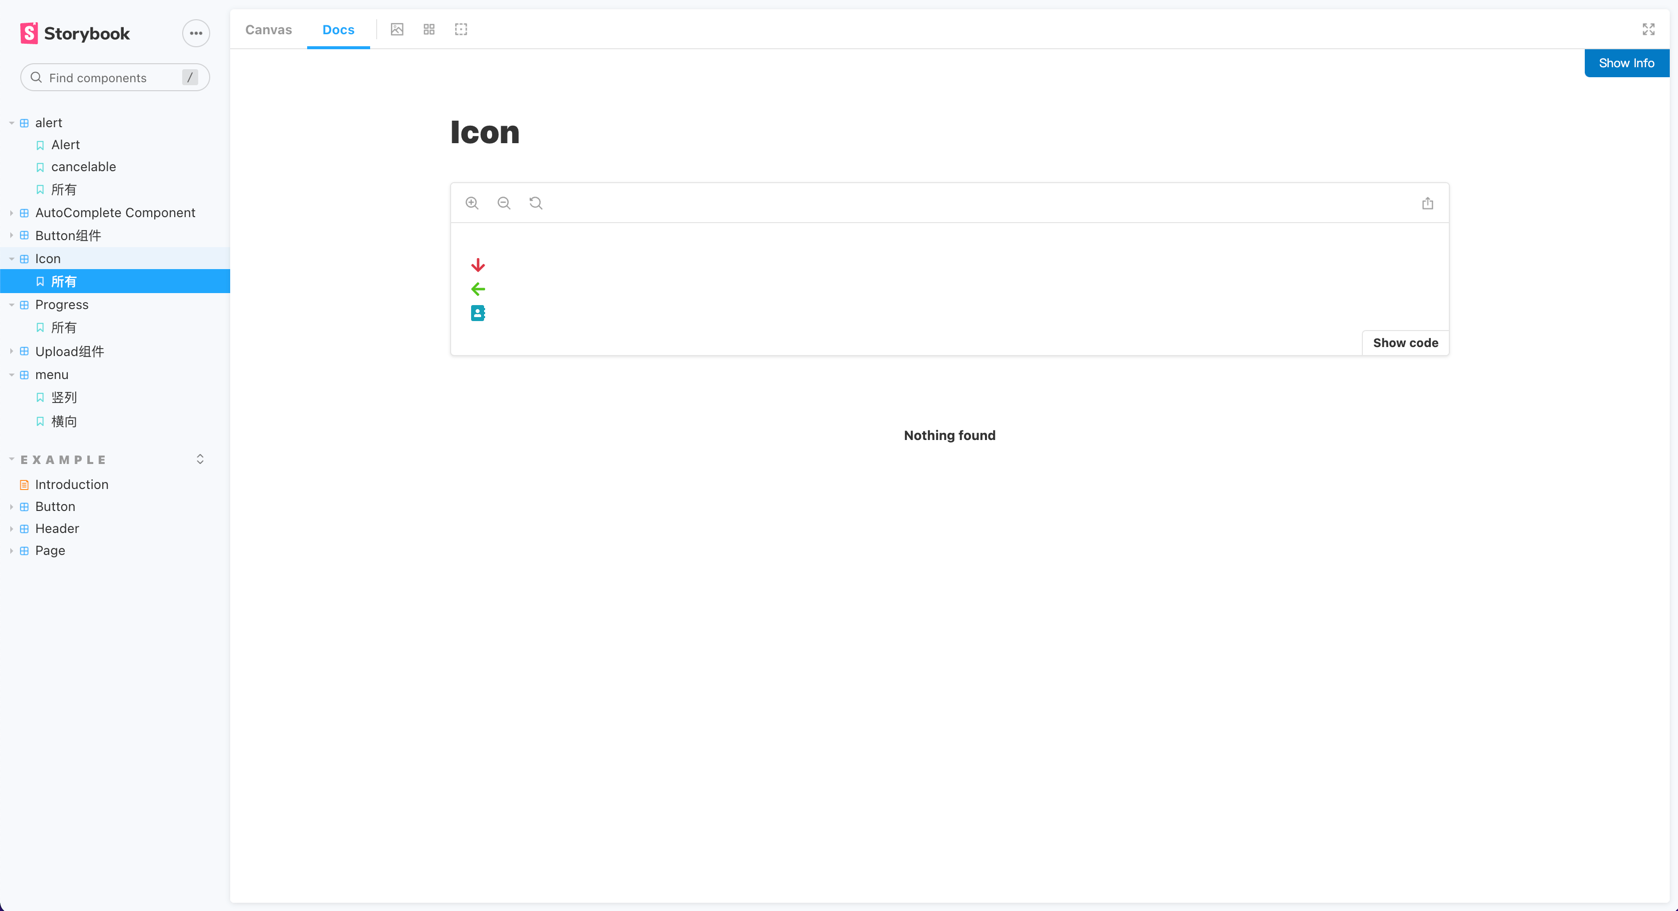 Storybook
Find components /
alert
Alert
cancelable
所有
AutoComplete Component
Button组件
Icon
所有
Progress
所有
Upload组件
menu
竖列
横向
EXAMPLE
Introduction
Button
Header
Page
Canvas Docs
Show Info
Icon
Show code
Nothing found